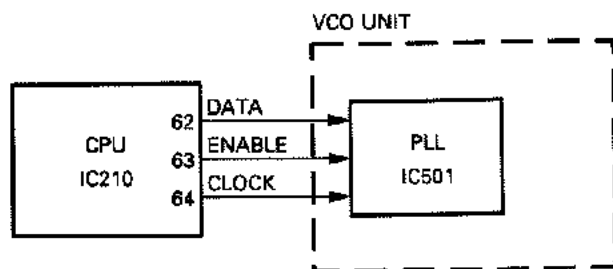 VCO UNIT
CPU
IC210
62 DATA
63 ENABLE
64 CLOCK
PLL
IC501